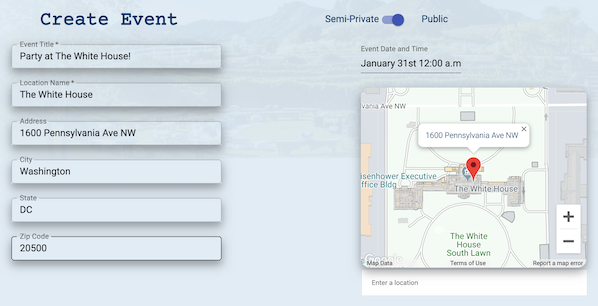 Create Event
Semi-Private
Public
Event Title *
Party at The White House!
Location Name *
The White House
Address
1600 Pennsylvania Ave NW
City
Washington
State
DC
Zip Code
20500
Event Date and Time
January 31st 12:00 a.m
vania Ave NW
1600 Pennsylvania Ave NW
×
isenhower Executive
ffice Bldg
The White House
The White
House
South Lawn
+
−
Google
Map Data
Terms of Use
Report a map error
Enter a location